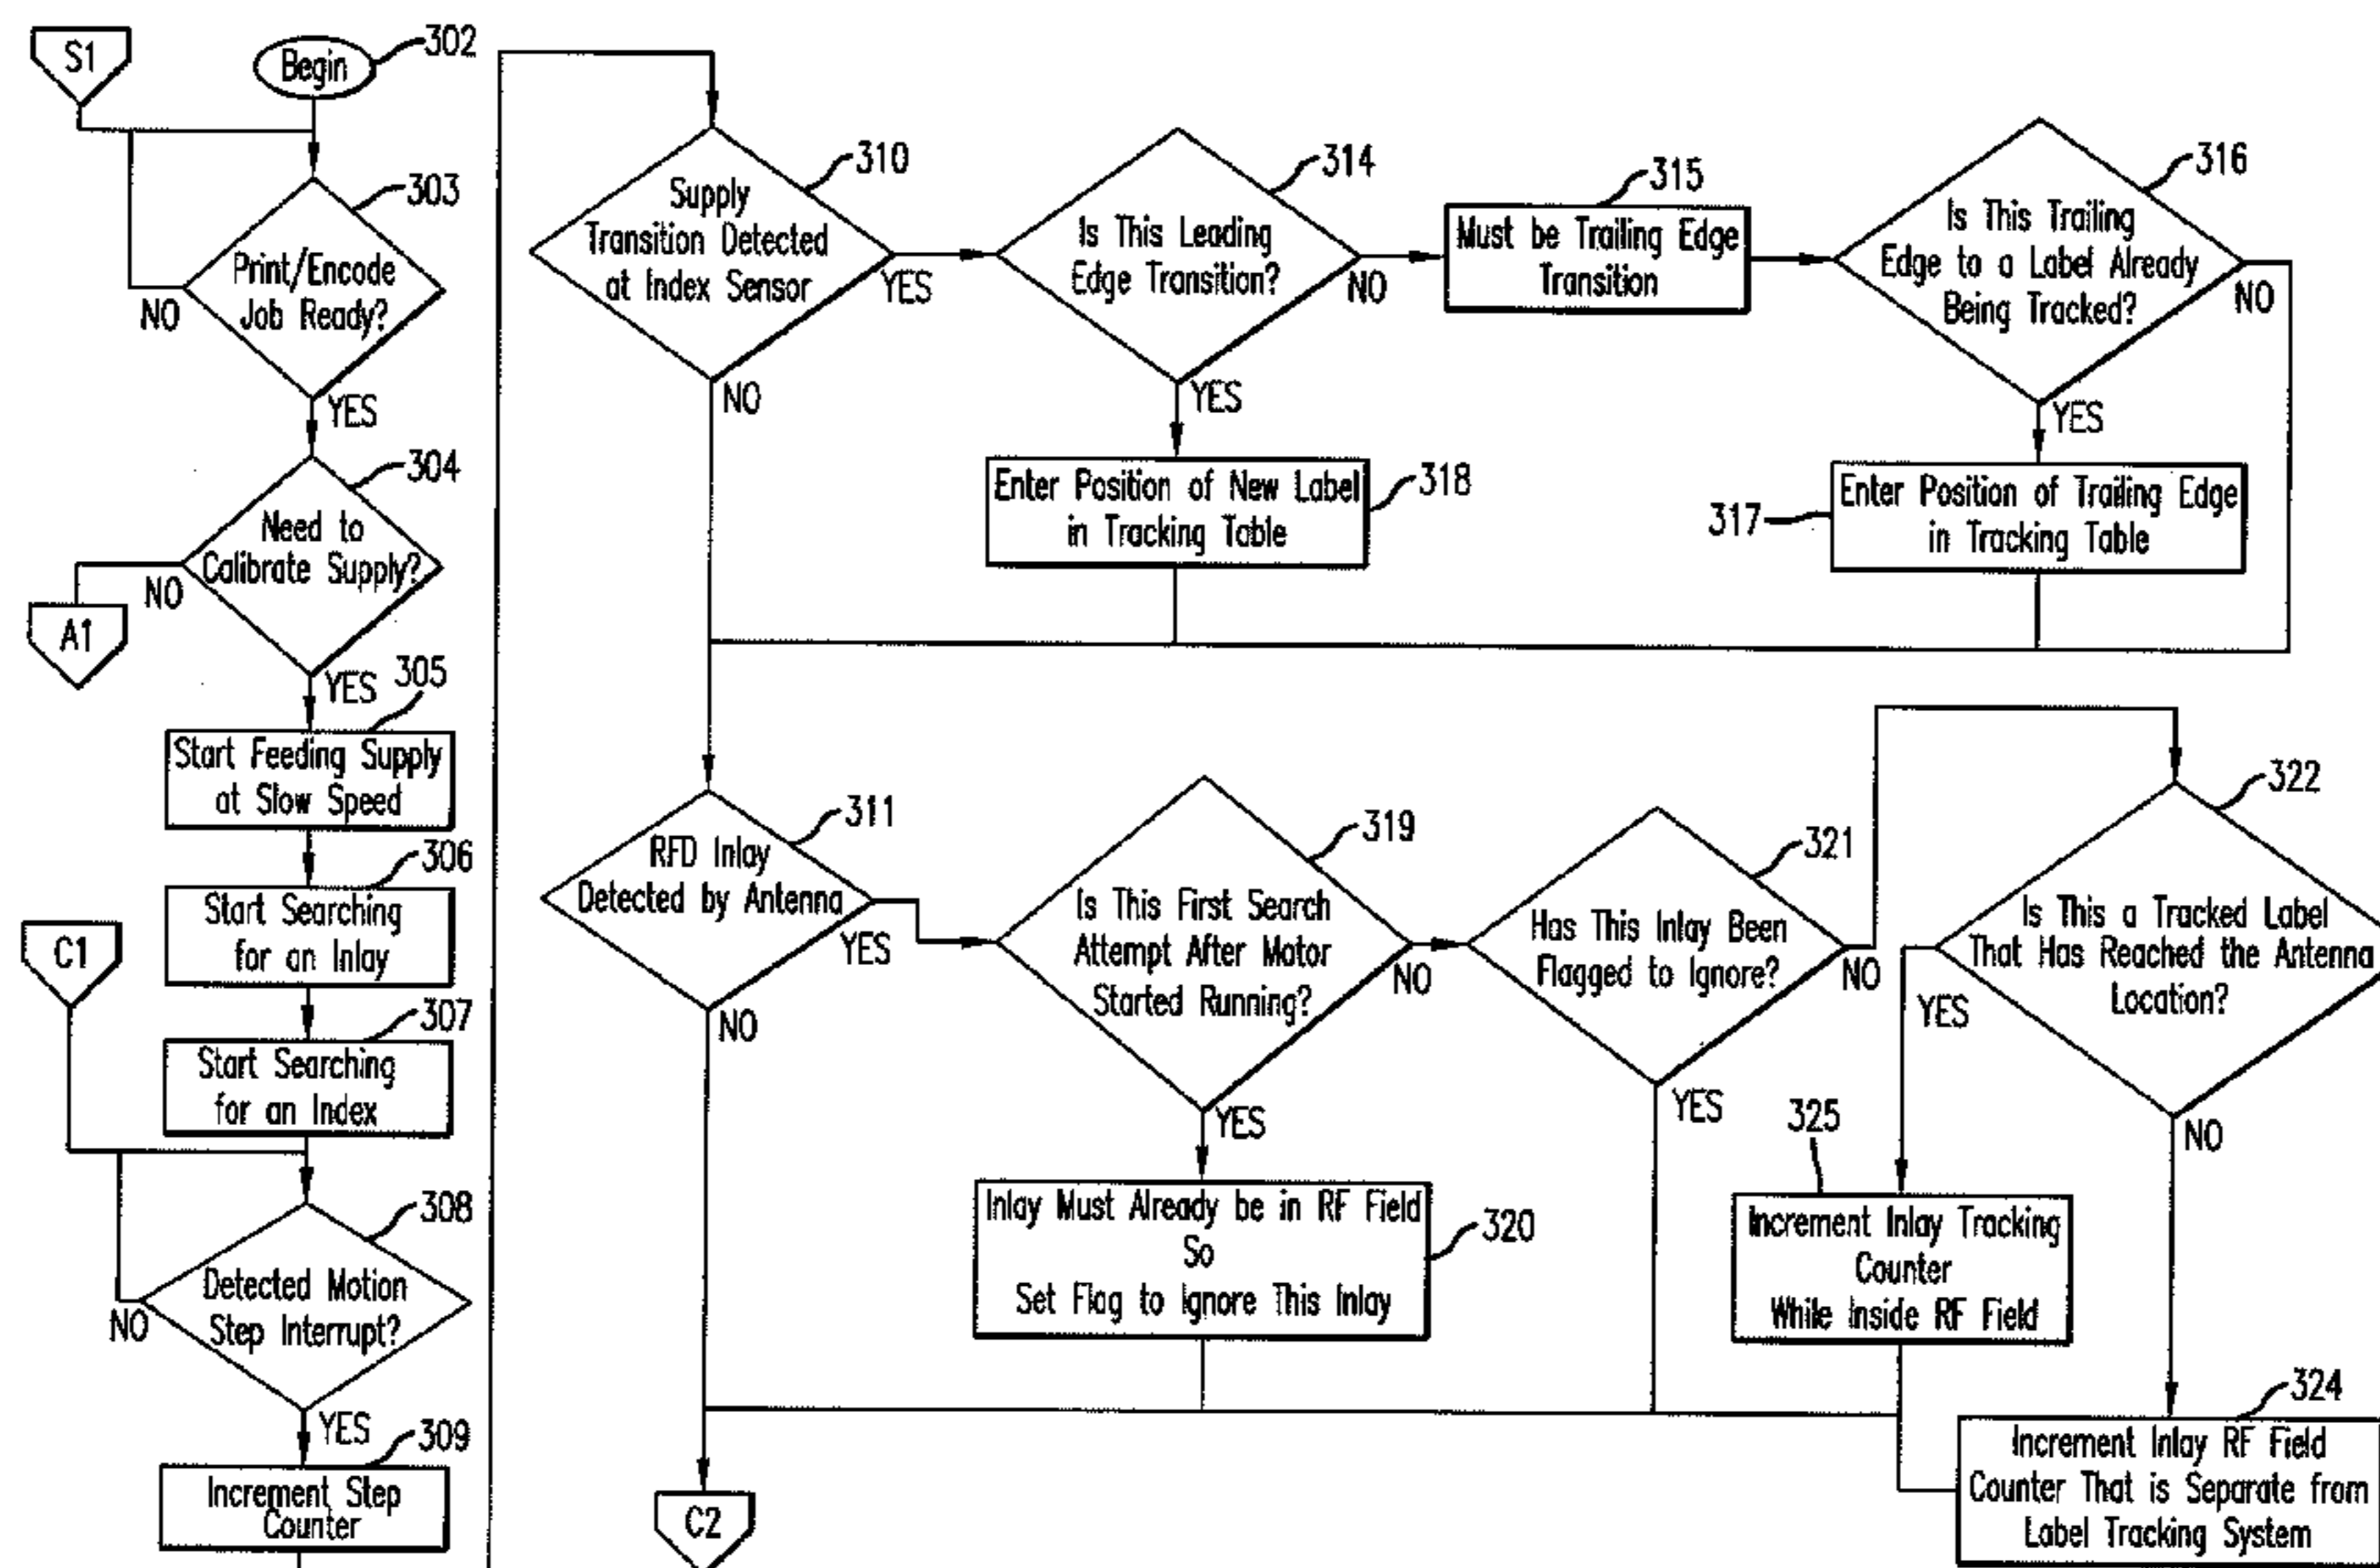 S1
Begin
302
303
Print/Encode
Job Ready?
NO
YES
304
Need to
Calibrate Supply?
NO
A1
YES
305
Start Feeding Supply
at Slow Speed
306
Start Searching
for an Inlay
C1
307
Start Searching
for an Index
308
Detected Motion
Step Interrupt?
NO
YES
309
Increment Step
Counter
310
Supply
Transition Detected
at Index Sensor
YES
NO
314
Is This Leading
Edge Transition?
NO
YES
315
Must be Trailing Edge
Transition
316
Is This Trailing
Edge to a Label Already
Being Tracked?
NO
YES
Enter Position of New Label
in Tracking Table
318
317
Enter Position of Trailing Edge
in Tracking Table
311
RFD Inlay
Detected by Antenna
YES
NO
319
Is This First Search
Attempt After Motor
Started Running?
NO
YES
321
Has This Inlay Been
Flagged to Ignore?
NO
YES
322
Is This a Tracked Label
That Has Reached the Antenna
Location?
YES
NO
Inlay Must Already be in RF Field
So
Set Flag to Ignore This Inlay
320
325
Increment Inlay Tracking
Counter
While Inside RF Field
324
Increment Inlay RF Field
Counter That is Separate from
Label Tracking System
C2